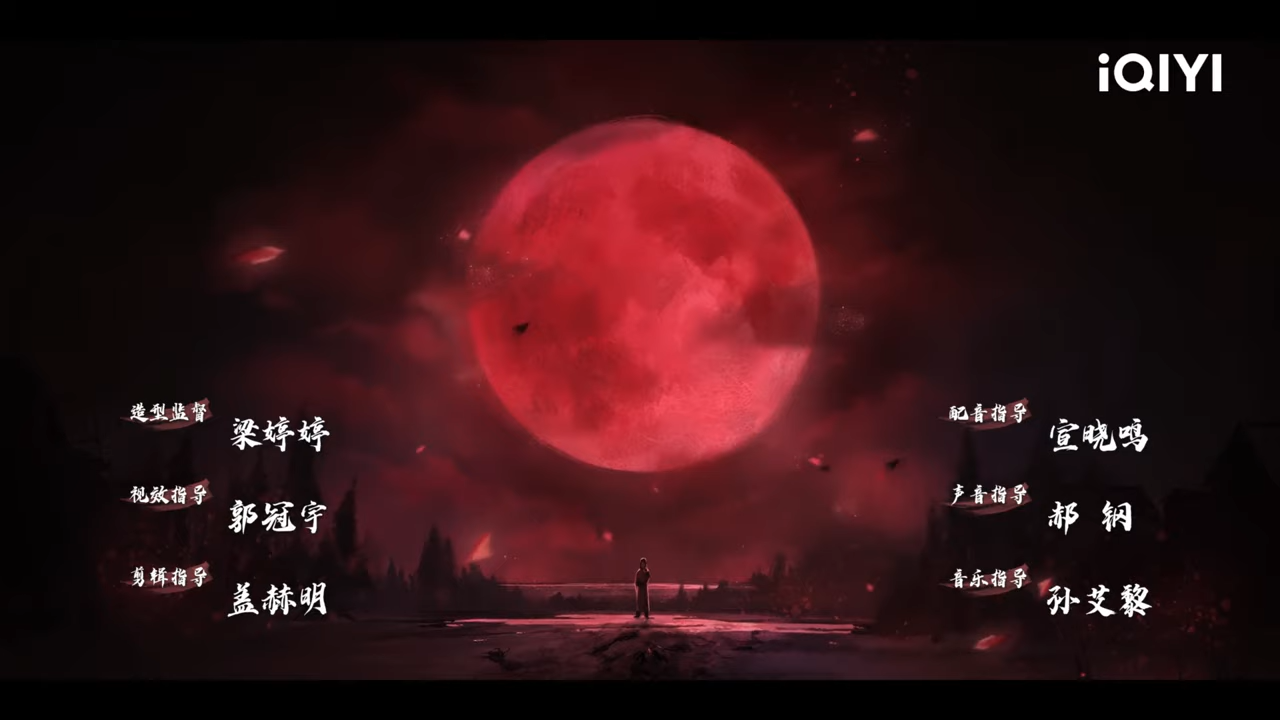 iQIYI
造型监督
梁婷婷
视效指导
郭冠宇
剪辑指导
盖赫明
配音指导
宣晓鸣
声音指导
郝 钢
音乐指导
孙艾黎